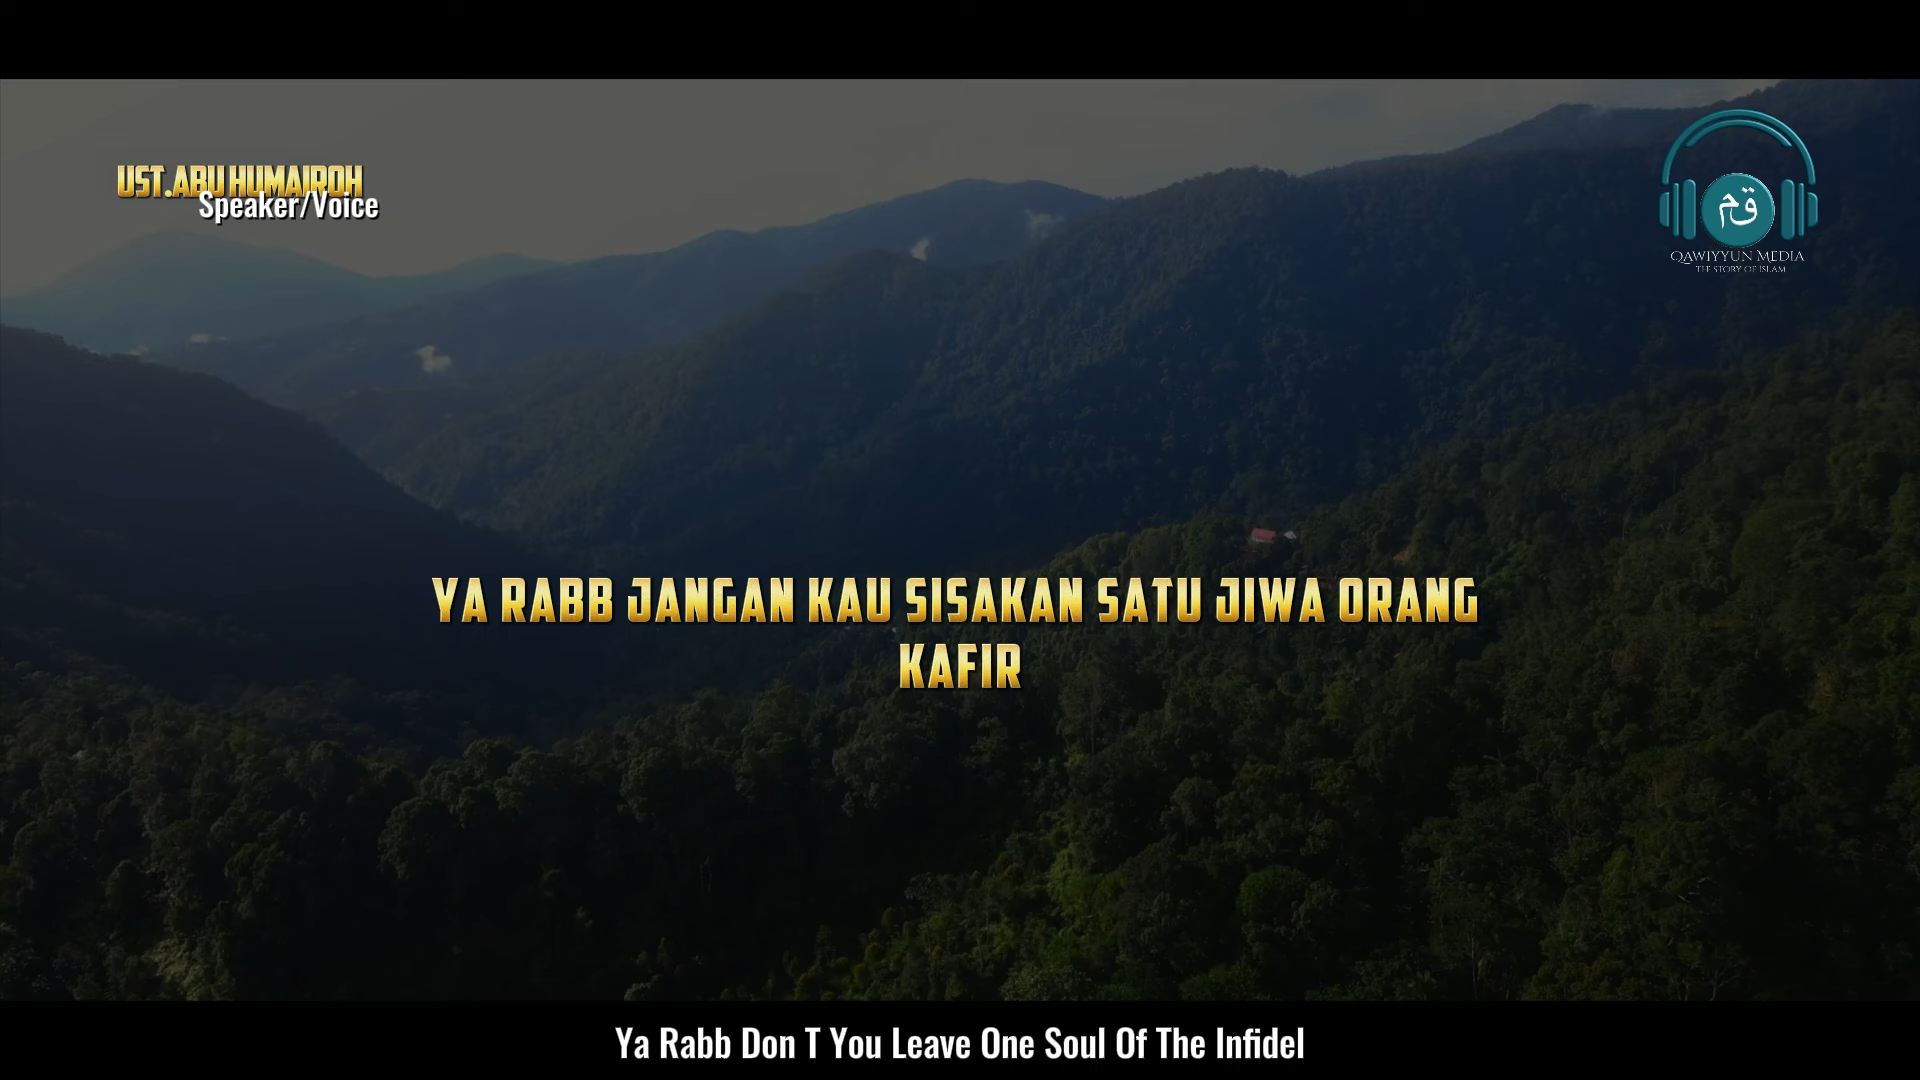 UST.ABU HUMAIROH
Speaker/Voice
قم
QAWIYYUN MEDIA
THE STORY OF ISLAM
YA RABB JANGAN KAU SISAKAN SATU JIWA ORANG
KAFIR
Ya Rabb Don T You Leave One Soul Of The Infidel